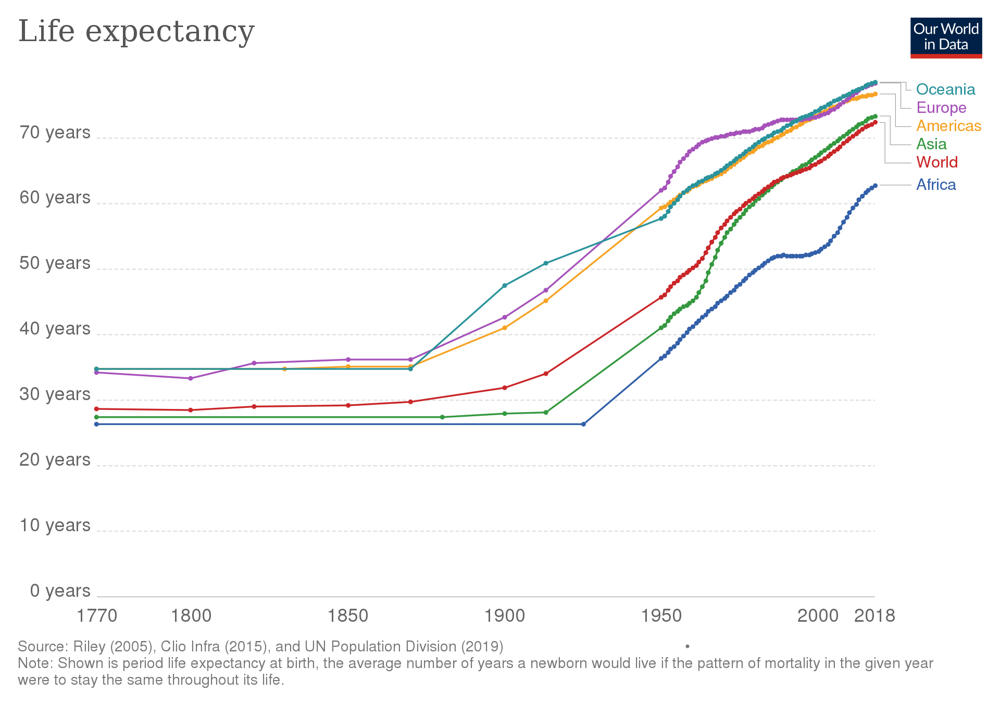 Life expectancy
Our World
in Data
Oceania
Europe
Americas
Asia
World
Africa
70 years
60 years
50 years
40 years
30 years
20 years
10 years
0 years
1770 1800 1850 1900 1950 2000 2018
Source: Riley (2005), Clio Infra (2015), and UN Population Division (2019) •
Note: Shown is period life expectancy at birth, the average number of years a newborn would live if the pattern of mortality in the given year
were to stay the same throughout its life.